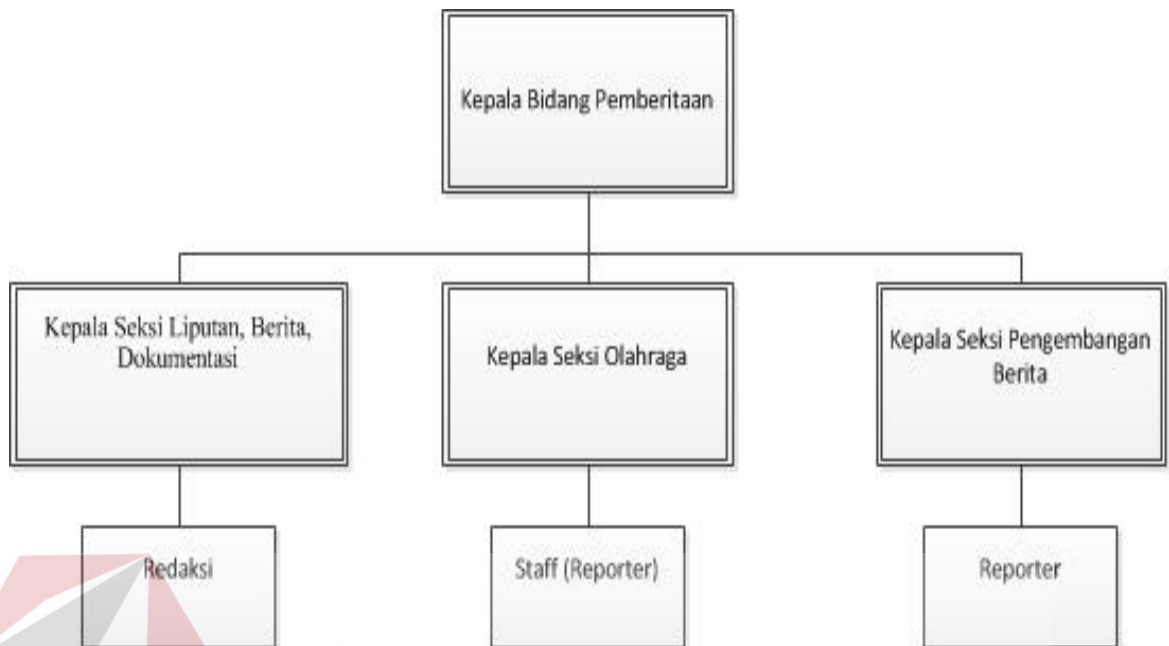 Kepala Bidang Pemberitaan
Kepala Seksi Liputan, Berita,
Dokumentasi
Kepala Seksi Olahraga
Kepala Seksi Pengembangan
Berita
Redaksi
Staff (Reporter)
Reporter